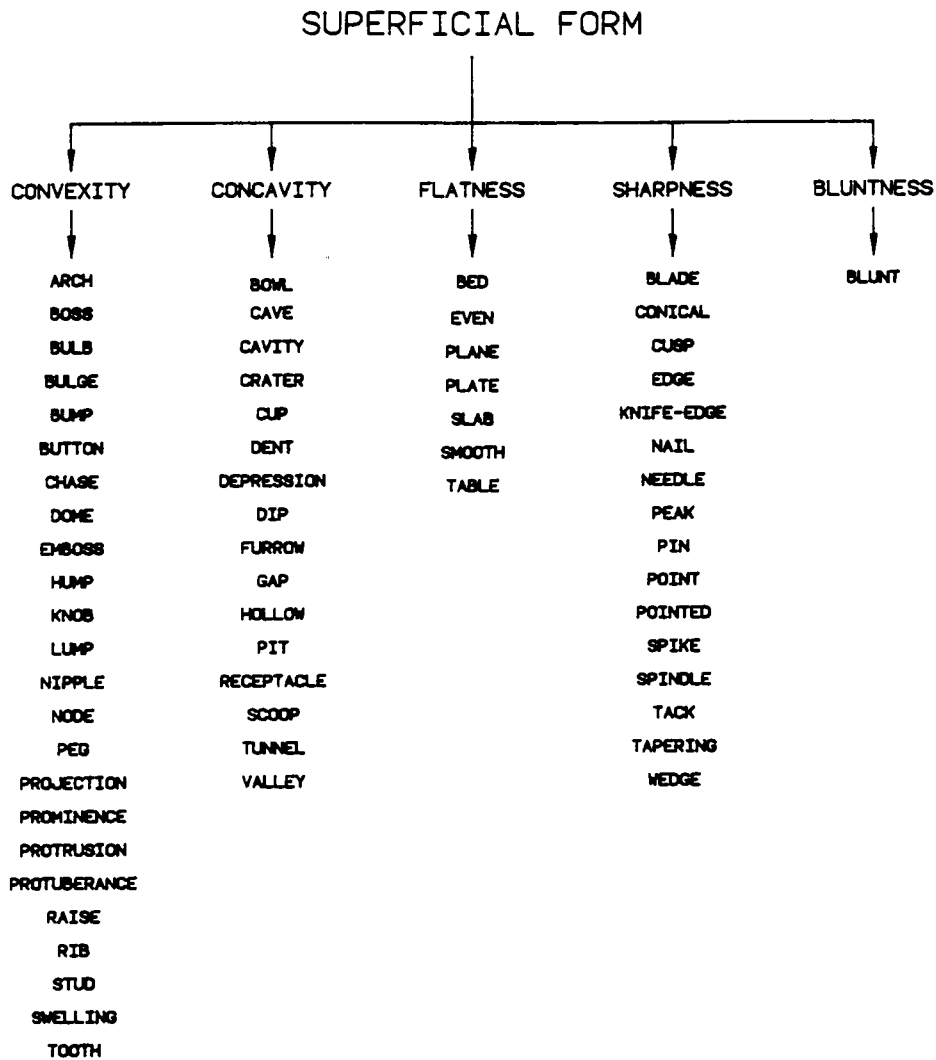 SUPERFICIAL FORM
CONVEXITY
ARCH
BOSS
BULB
BULGE
BUMP
BUTTON
CHASE
DOME
EMBOSS
HUMP
KNOB
LUMP
NIPPLE
NODE
PEG
PROJECTION
PROMINENCE
PROTRUSION
PROTUBERANCE
RAISE
RIB
STUD
SWELLING
TOOTH
CONCAVITY
BOWL
CAVE
CAVITY
CRATER
CUP
DENT
DEPRESSION
DIP
FURROW
GAP
HOLLOW
PIT
RECEPTACLE
SCOOP
TUNNEL
VALLEY
FLATNESS
BED
EVEN
PLANE
PLATE
SLAB
SMOOTH
TABLE
SHARPNESS
BLADE
CONICAL
CUSP
EDGE
KNIFE-EDGE
NAIL
NEEDLE
PEAK
PIN
POINT
POINTED
SPIKE
SPINDLE
TACK
TAPERING
WEDGE
BLUNTNESS
BLUNT